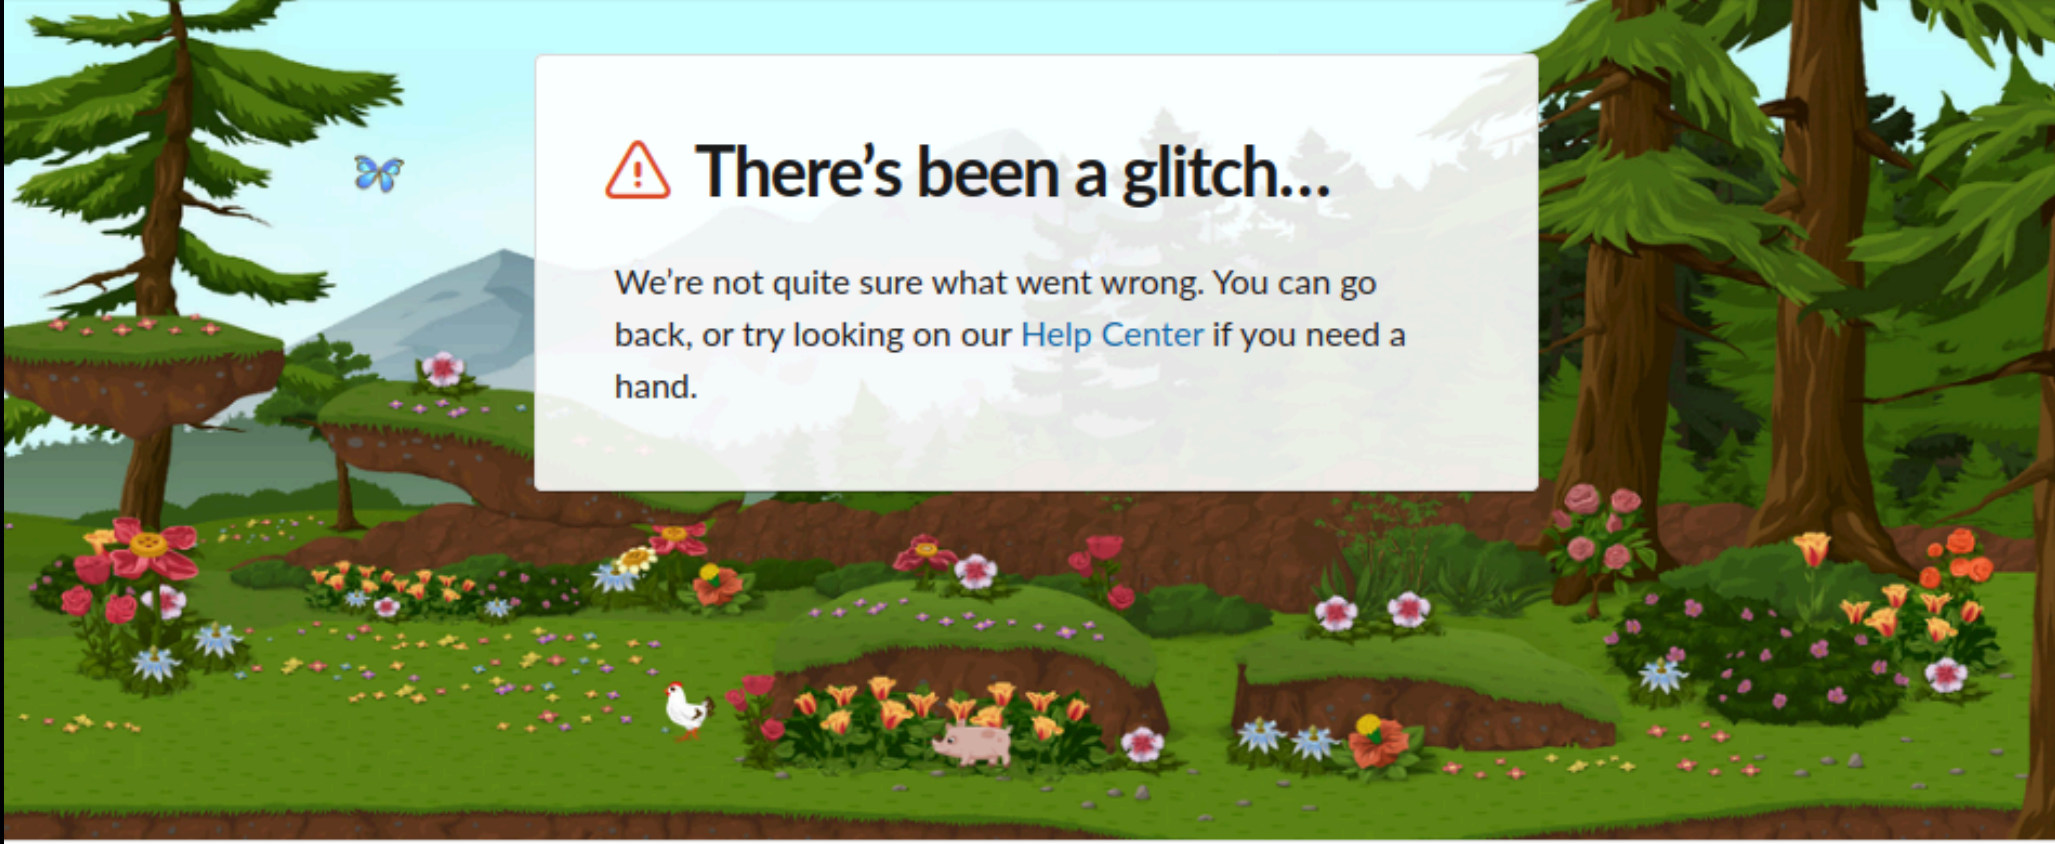 There’s been a glitch…
We’re not quite sure what went wrong. You can go
back, or try looking on our Help Center if you need a
hand.